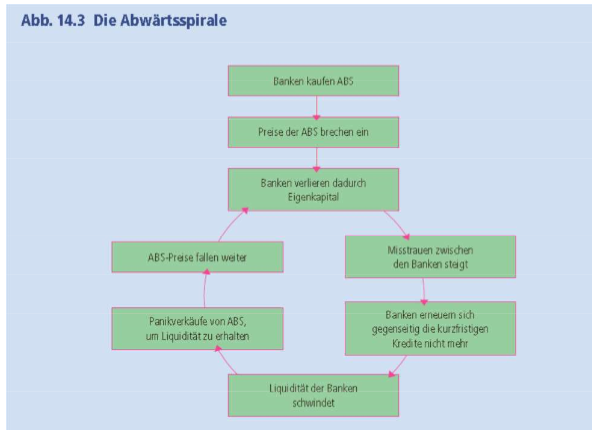 Abb. 14.3 Die Abwärtsspirale
Banken kaufen ABS
Preise der ABS brechen ein
Banken verlieren dadurch
Eigenkapital
Misstrauen zwischen
den Banken steigt
Banken erneuern sich
gegenseitig die kurzfristigen
Kredite nicht mehr
Liquidität der Banken
schwindet
Panikverkäufe von ABS,
um Liquidität zu erhalten
ABS-Preise fallen weiter